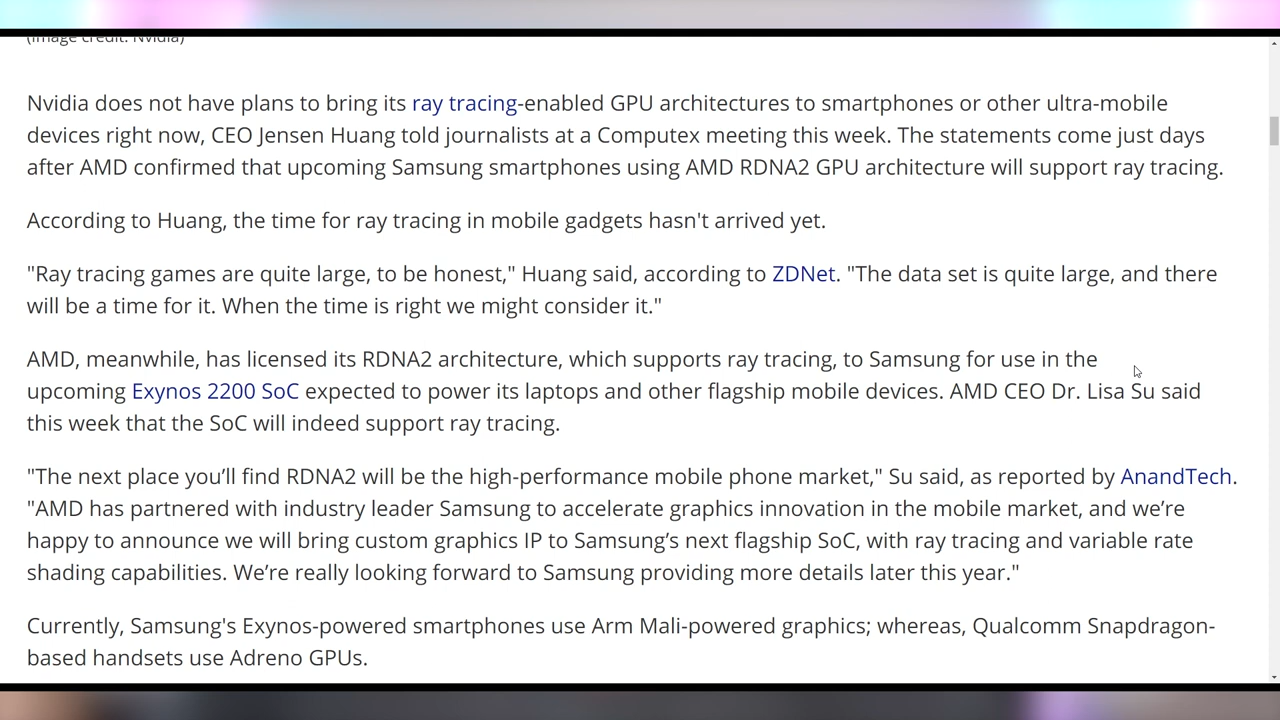 (Image credit: Nvidia)
Nvidia does not have plans to bring its ray tracing-enabled GPU architectures to smartphones or other ultra-mobile
devices right now, CEO Jensen Huang told journalists at a Computex meeting this week. The statements come just days
after AMD confirmed that upcoming Samsung smartphones using AMD RDNA2 GPU architecture will support ray tracing.
According to Huang, the time for ray tracing in mobile gadgets hasn't arrived yet.
"Ray tracing games are quite large, to be honest," Huang said, according to ZDNet. "The data set is quite large, and there
will be a time for it. When the time is right we might consider it."
AMD, meanwhile, has licensed its RDNA2 architecture, which supports ray tracing, to Samsung for use in the
upcoming Exynos 2200 SoC expected to power its laptops and other flagship mobile devices. AMD CEO Dr. Lisa Su said
this week that the SoC will indeed support ray tracing.
"The next place you’ll find RDNA2 will be the high-performance mobile phone market," Su said, as reported by AnandTech.
"AMD has partnered with industry leader Samsung to accelerate graphics innovation in the mobile market, and we’re
happy to announce we will bring custom graphics IP to Samsung’s next flagship SoC, with ray tracing and variable rate
shading capabilities. We’re really looking forward to Samsung providing more details later this year."
Currently, Samsung's Exynos-powered smartphones use Arm Mali-powered graphics; whereas, Qualcomm Snapdragon-
based handsets use Adreno GPUs.